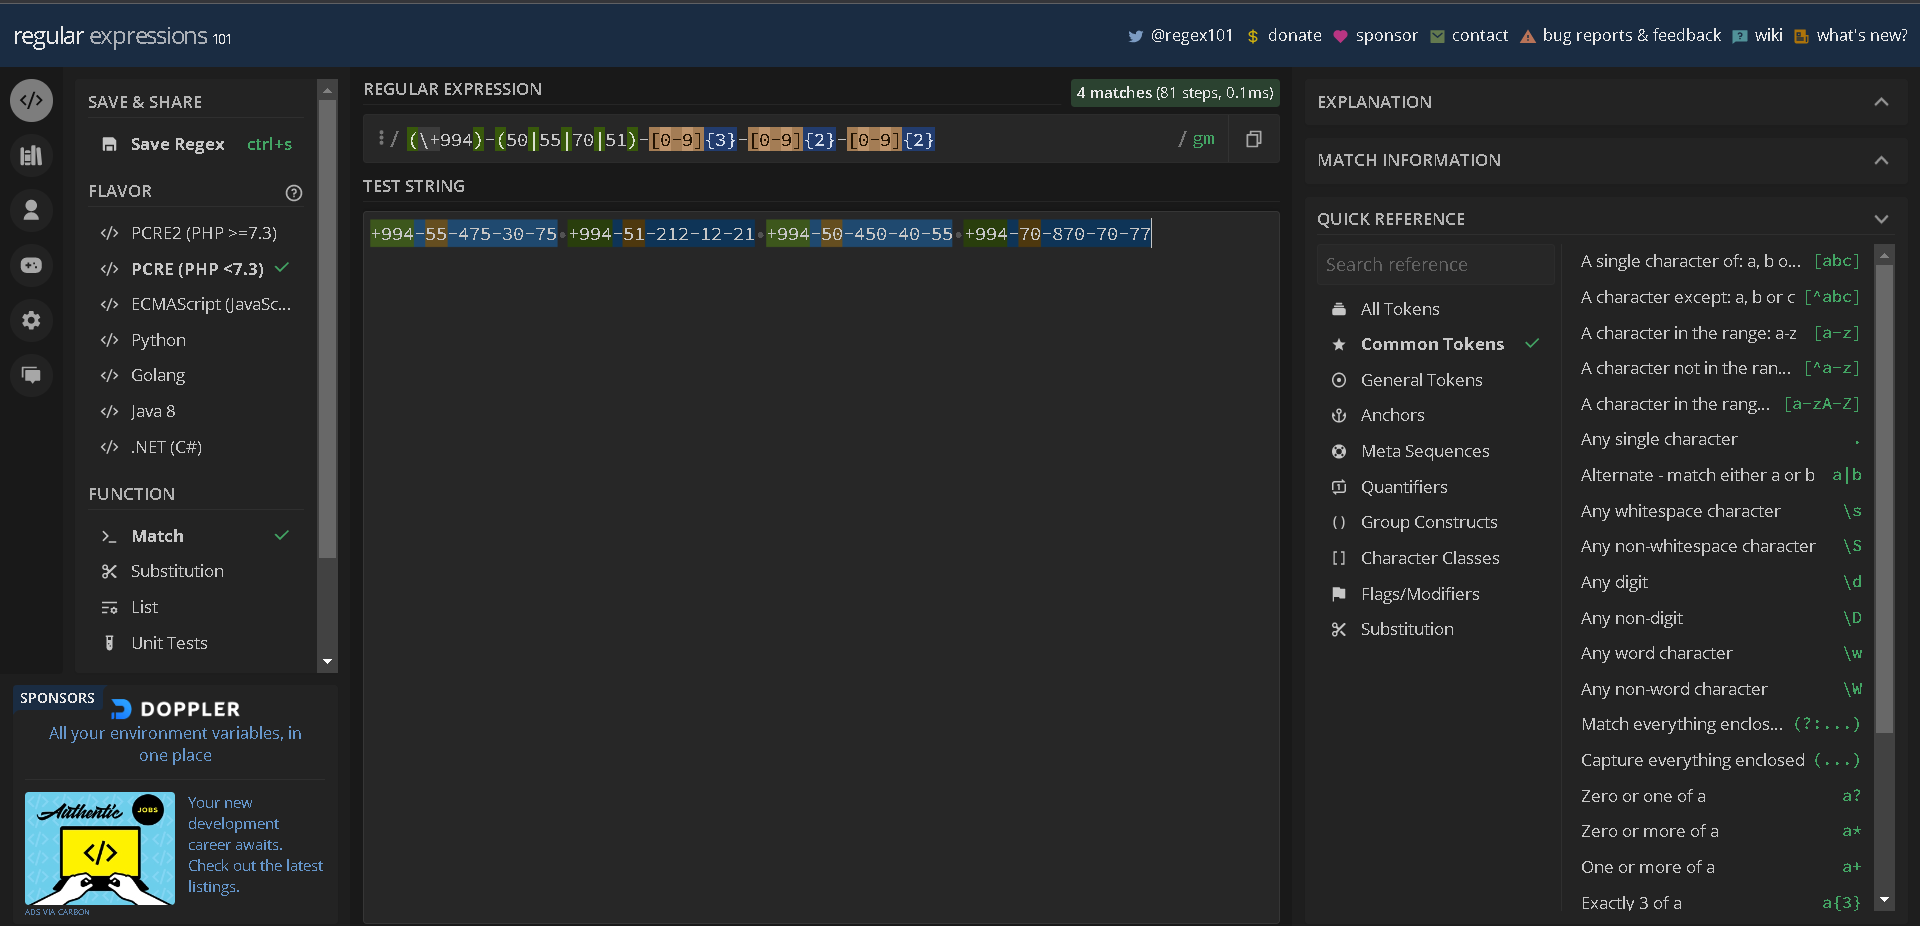 regular expressions 101
@regex101 $ donate sponsor contact bug reports & feedback wiki what's new?
SAVE & SHARE
Save Regex ctrl+s
FLAVOR
</> PCRE2 (PHP >=7.3)
</> PCRE (PHP <7.3)
</> ECMAScript (JavaSc...
</> Python
</> Golang
</> Java 8
</> .NET (C#)
FUNCTION
>_ Match
Substitution
List
Unit Tests
SPONSORS
DOPPLER
All your environment variables, in
one place
Authentic JOBS
</>
Your new
development
career awaits.
Check out the latest
listings.
ADS VIA CARBON
REGULAR EXPRESSION
4 matches (81 steps, 0.1ms)
/ (\+994)-(50|55|70|51)-[0-9]{3}-[0-9]{2}-[0-9]{2} / gm
TEST STRING
+994-55-475-30-75 +994-51-212-12-21 +994-50-450-40-55 +994-70-870-70-77
EXPLANATION
MATCH INFORMATION
QUICK REFERENCE
Search reference
All Tokens
Common Tokens
General Tokens
Anchors
Meta Sequences
Quantifiers
() Group Constructs
[] Character Classes
Flags/Modifiers
Substitution
A single character of: a, b o... [abc]
A character except: a, b or c [^abc]
A character in the range: a-z [a-z]
A character not in the ran... [^a-z]
A character in the rang... [a-zA-Z]
Any single character .
Alternate - match either a or b a|b
Any whitespace character \s
Any non-whitespace character \S
Any digit \d
Any non-digit \D
Any word character \w
Any non-word character \W
Match everything enclos... (?:...)
Capture everything enclosed (...)
Zero or one of a a?
Zero or more of a a*
One or more of a a+
Exactly 3 of a a{3}